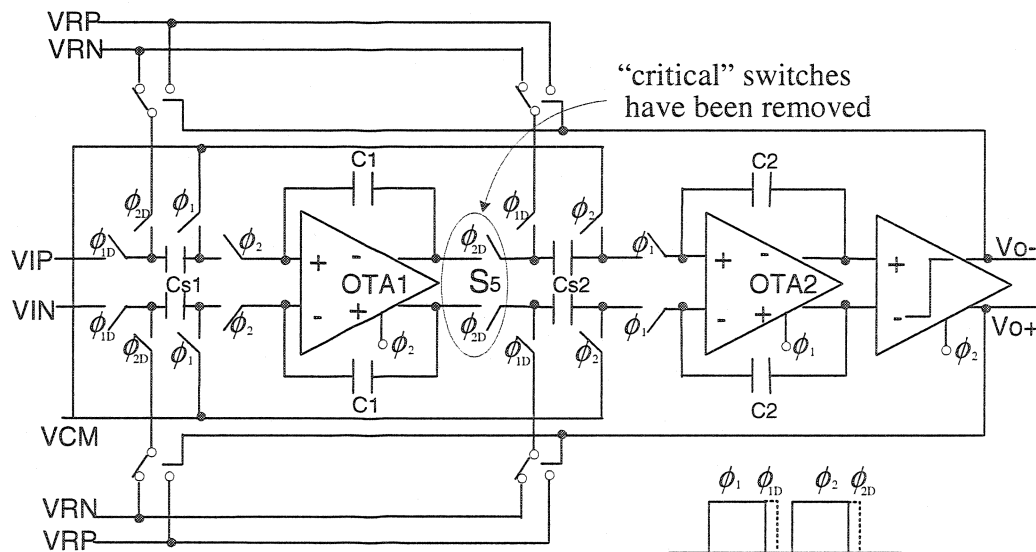 VRP
VRN
"critical" switches
have been removed
C1
C2
ϕ2D
ϕ1
ϕ1D
ϕ2
ϕ1D
ϕ2
ϕ2D
ϕ1
VIP
Cs1
+ -
OTA1
S5
Cs2
+ -
OTA2
+
Vo-
VIN
- +
- +
-
Vo+
ϕ1D
ϕ2
ϕ2D
ϕ1
ϕ2D
ϕ1
ϕ2
ϕ1D
ϕ2
ϕ1
ϕ2
C1
C2
VCM
VRN
VRP
ϕ1 ϕ1D ϕ2 ϕ2D